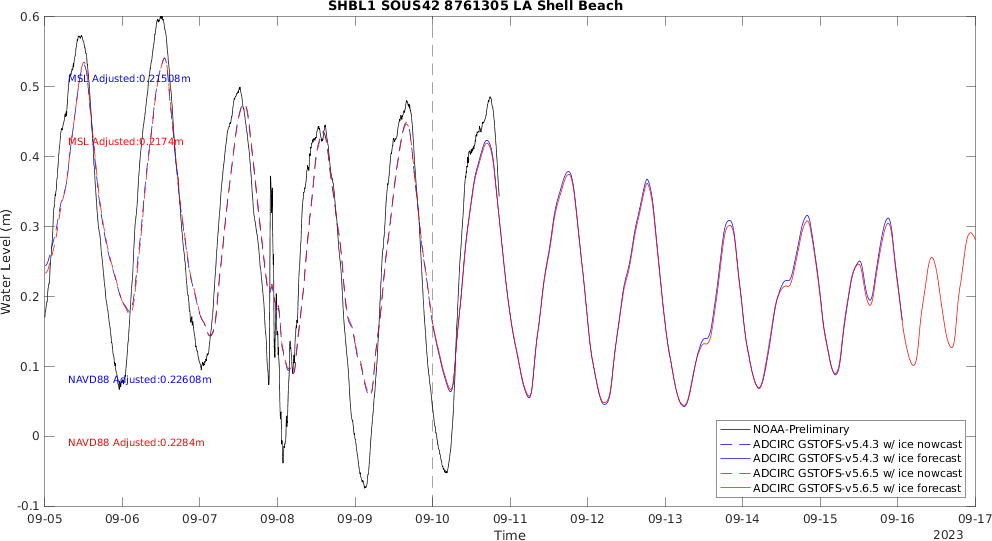 SHBL1 SOUS42 8761305 LA Shell Beach
0.6
0.5
0.4
0.3
0.2
0.1
0
-0.1
Water Level (m)
MSL Adjusted:0.21508m
MSL Adjusted:0.2174m
NAVD88 Adjusted:0.22608m
NAVD88 Adjusted:0.2284m
NOAA-Preliminary
ADCIRC GSTOFS-v5.4.3 w/ ice nowcast
ADCIRC GSTOFS-v5.4.3 w/ ice forecast
ADCIRC GSTOFS-v5.6.5 w/ ice nowcast
ADCIRC GSTOFS-v5.6.5 w/ ice forecast
09-05 09-06 09-07 09-08 09-09 09-10 09-11 09-12 09-13 09-14 09-15 09-16 09-17
Time
2023